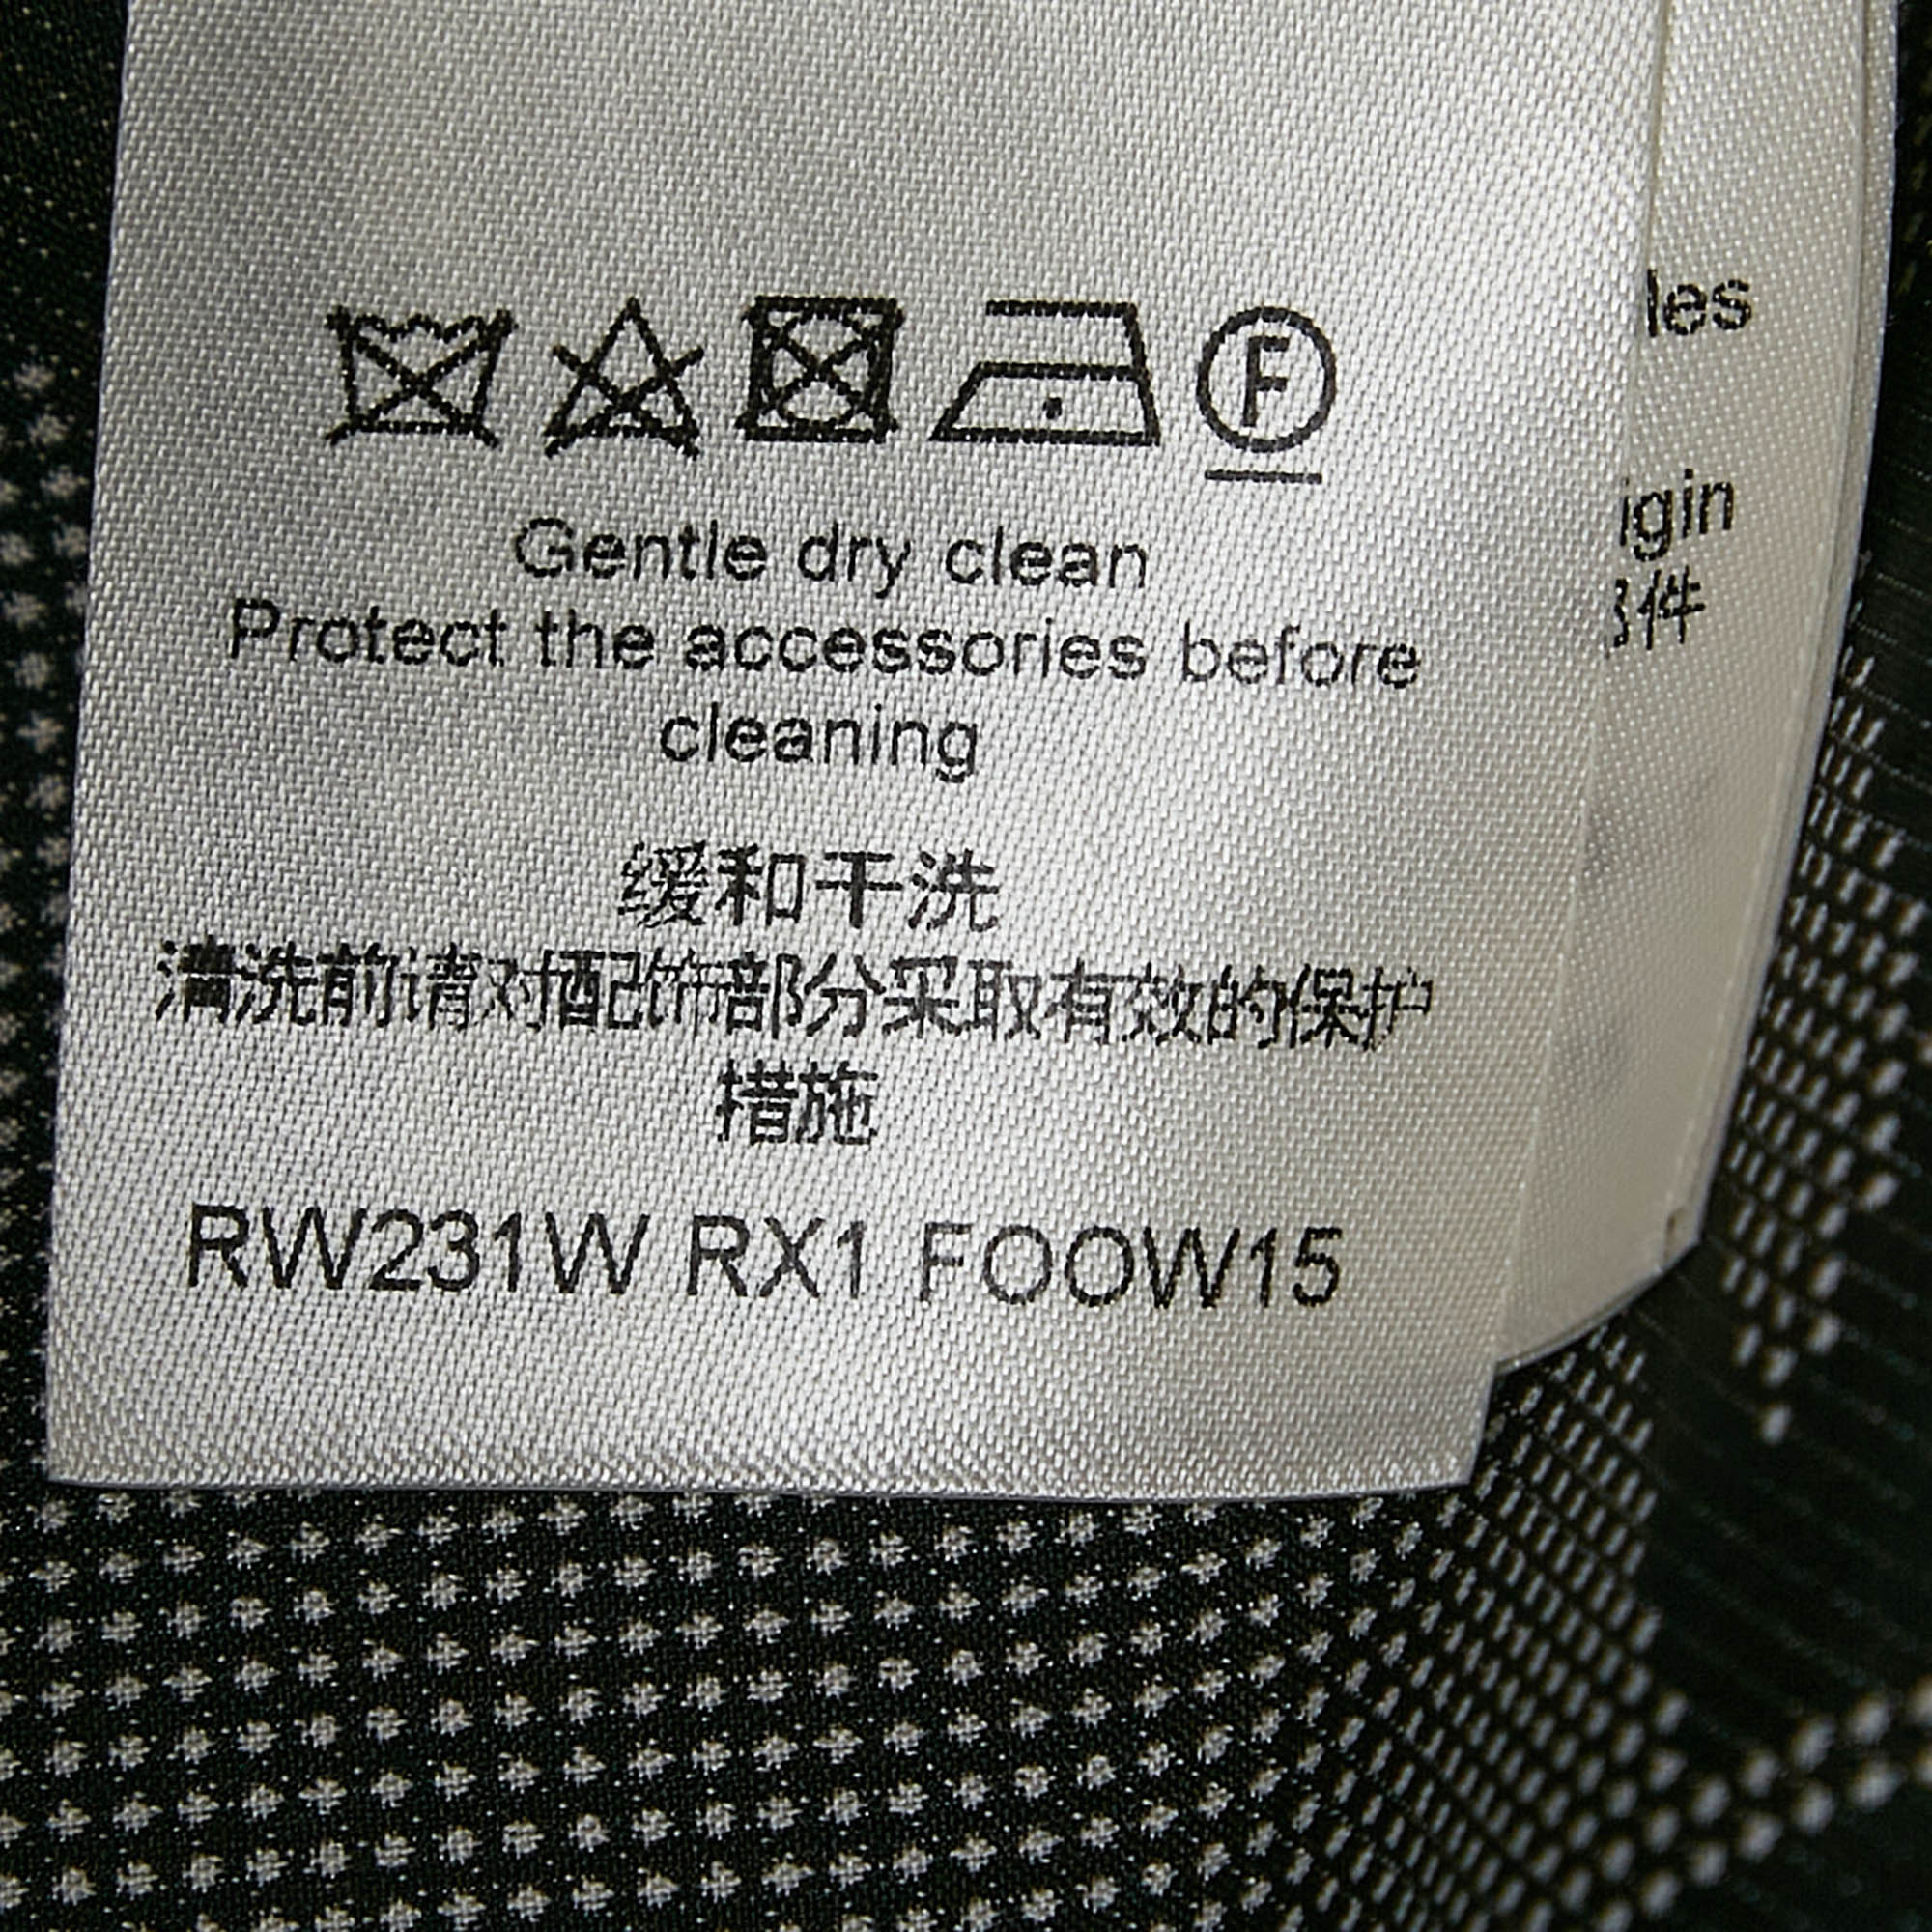 F
Gentle dry clean
Protect the accessories before
cleaning
缓和干洗
清洗前请对配饰部分采取有效的保护
措施
RW231W RX1 FOOW15
les
igin
件